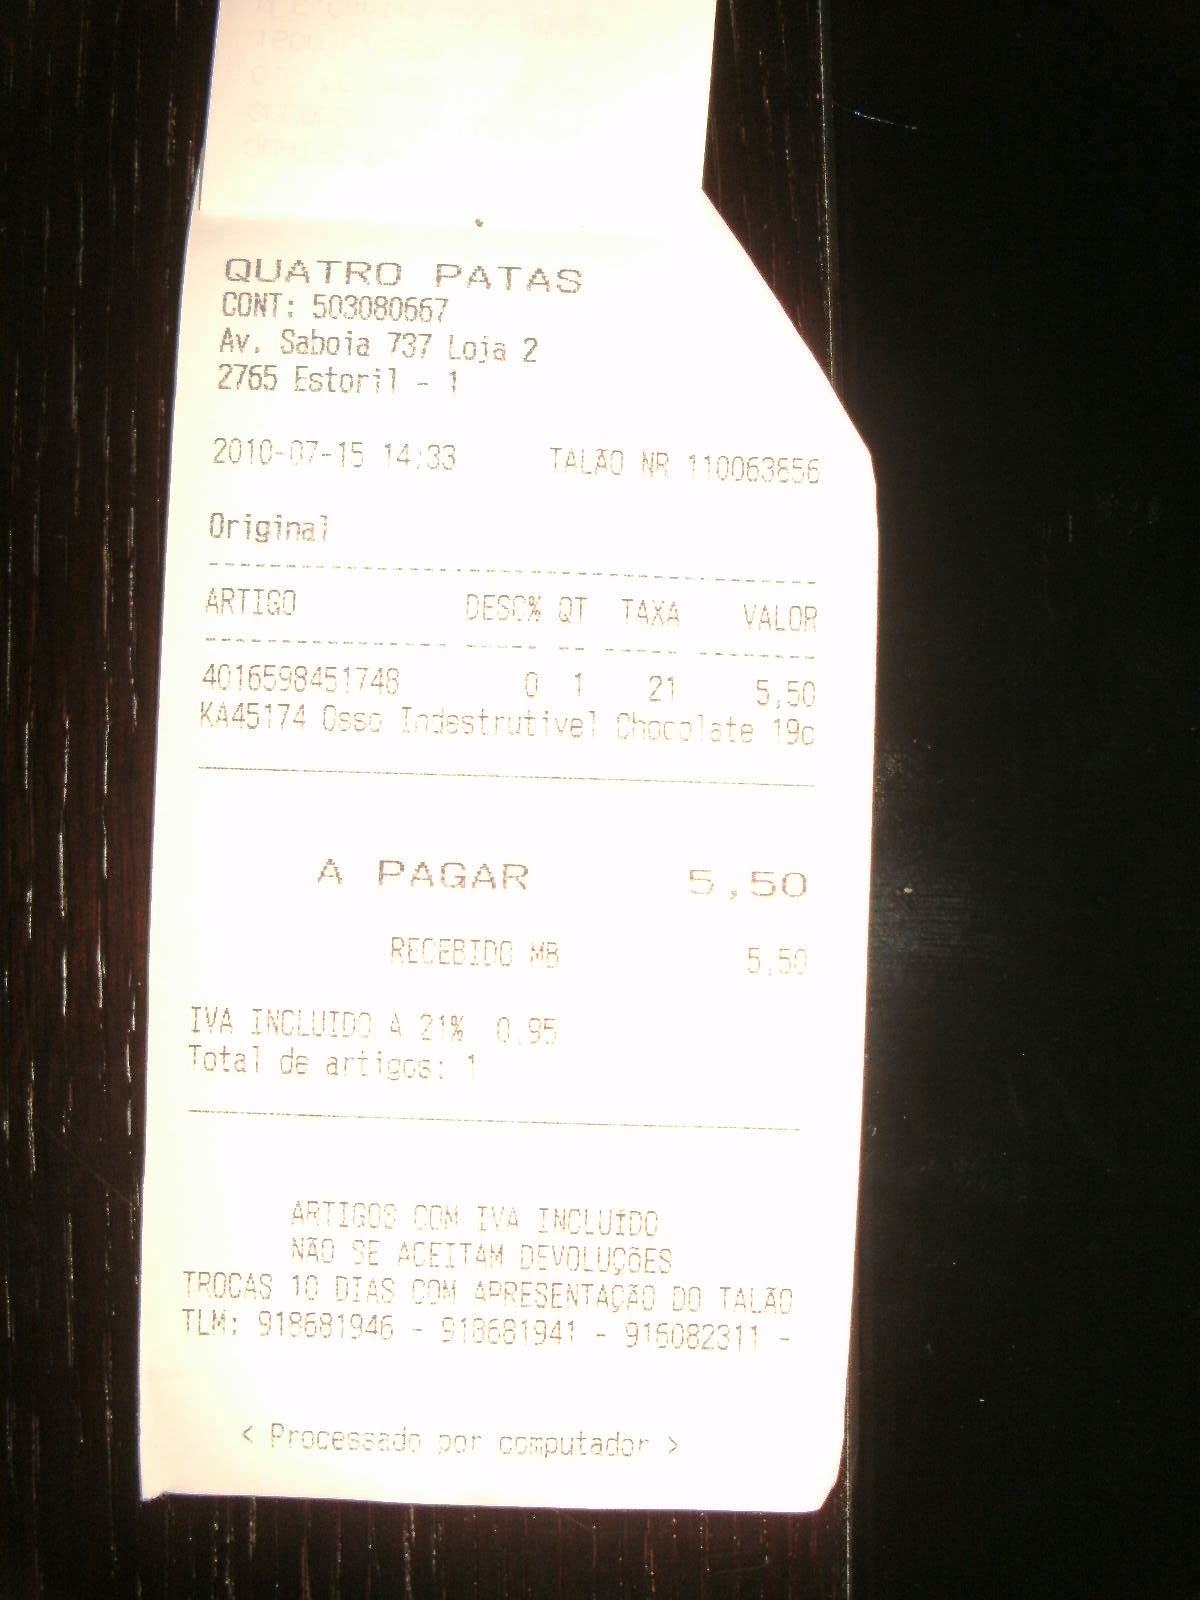 QUATRO PATAS
CONT: 503080667
Av. Saboia 737 Loja 2
2765 Estoril - 1
2010-07-15 14:33 TALÃO NR 110063856
Original
ARTIGO DESC% QT TAXA VALOR
4016598451748 0 1 21 5,50
KA45174 Osso Indestrutivel Chocolate 19c
A PAGAR 5,50
RECEBIDO MB 5,50
IVA INCLUIDO A 21% 0.95
Total de artigos: 1
ARTIGOS COM IVA INCLUíDO
NÃO SE ACEITAM DEVOLUÇõES
TROCAS 10 DIAS COM APRESENTAÇÃO DO TALÃO
TLM: 918681946 - 918681941 - 916082311 -
< Processado por computador >